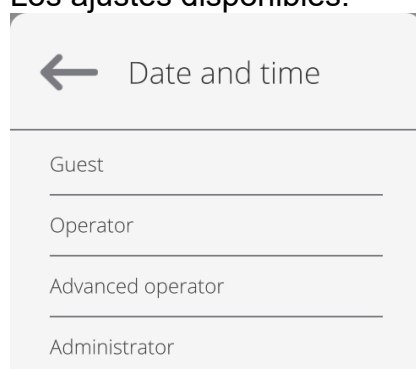 Los ajustes disponibles:
Date and time
Guest
Operator
Advanced operator
Administrator